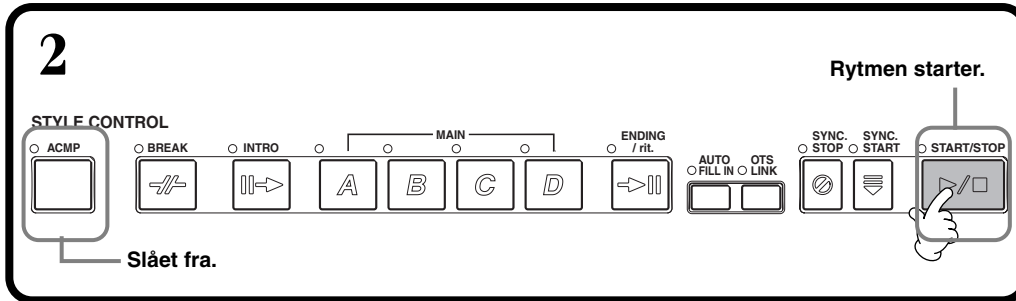 2
Rytmen starter.
STYLE CONTROL
ACMP
BREAK
INTRO
MAIN
A B C D
ENDING
/ rit.
AUTO
FILL IN
OTS
LINK
SYNC.
STOP
SYNC.
START
START/STOP
Slået fra.